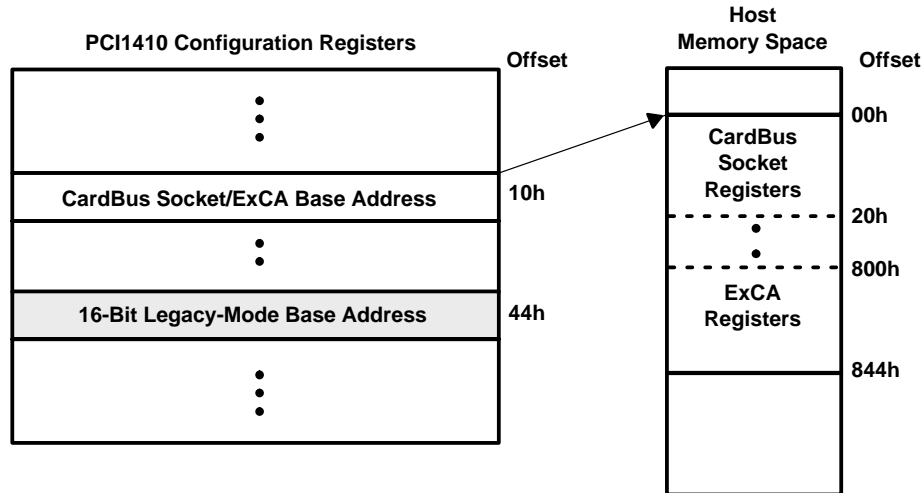 PCI1410 Configuration Registers
Offset
CardBus Socket/ExCA Base Address
10h
16-Bit Legacy-Mode Base Address
44h
Host
Memory Space
Offset
00h
CardBus
Socket
Registers
20h
800h
ExCA
Registers
844h